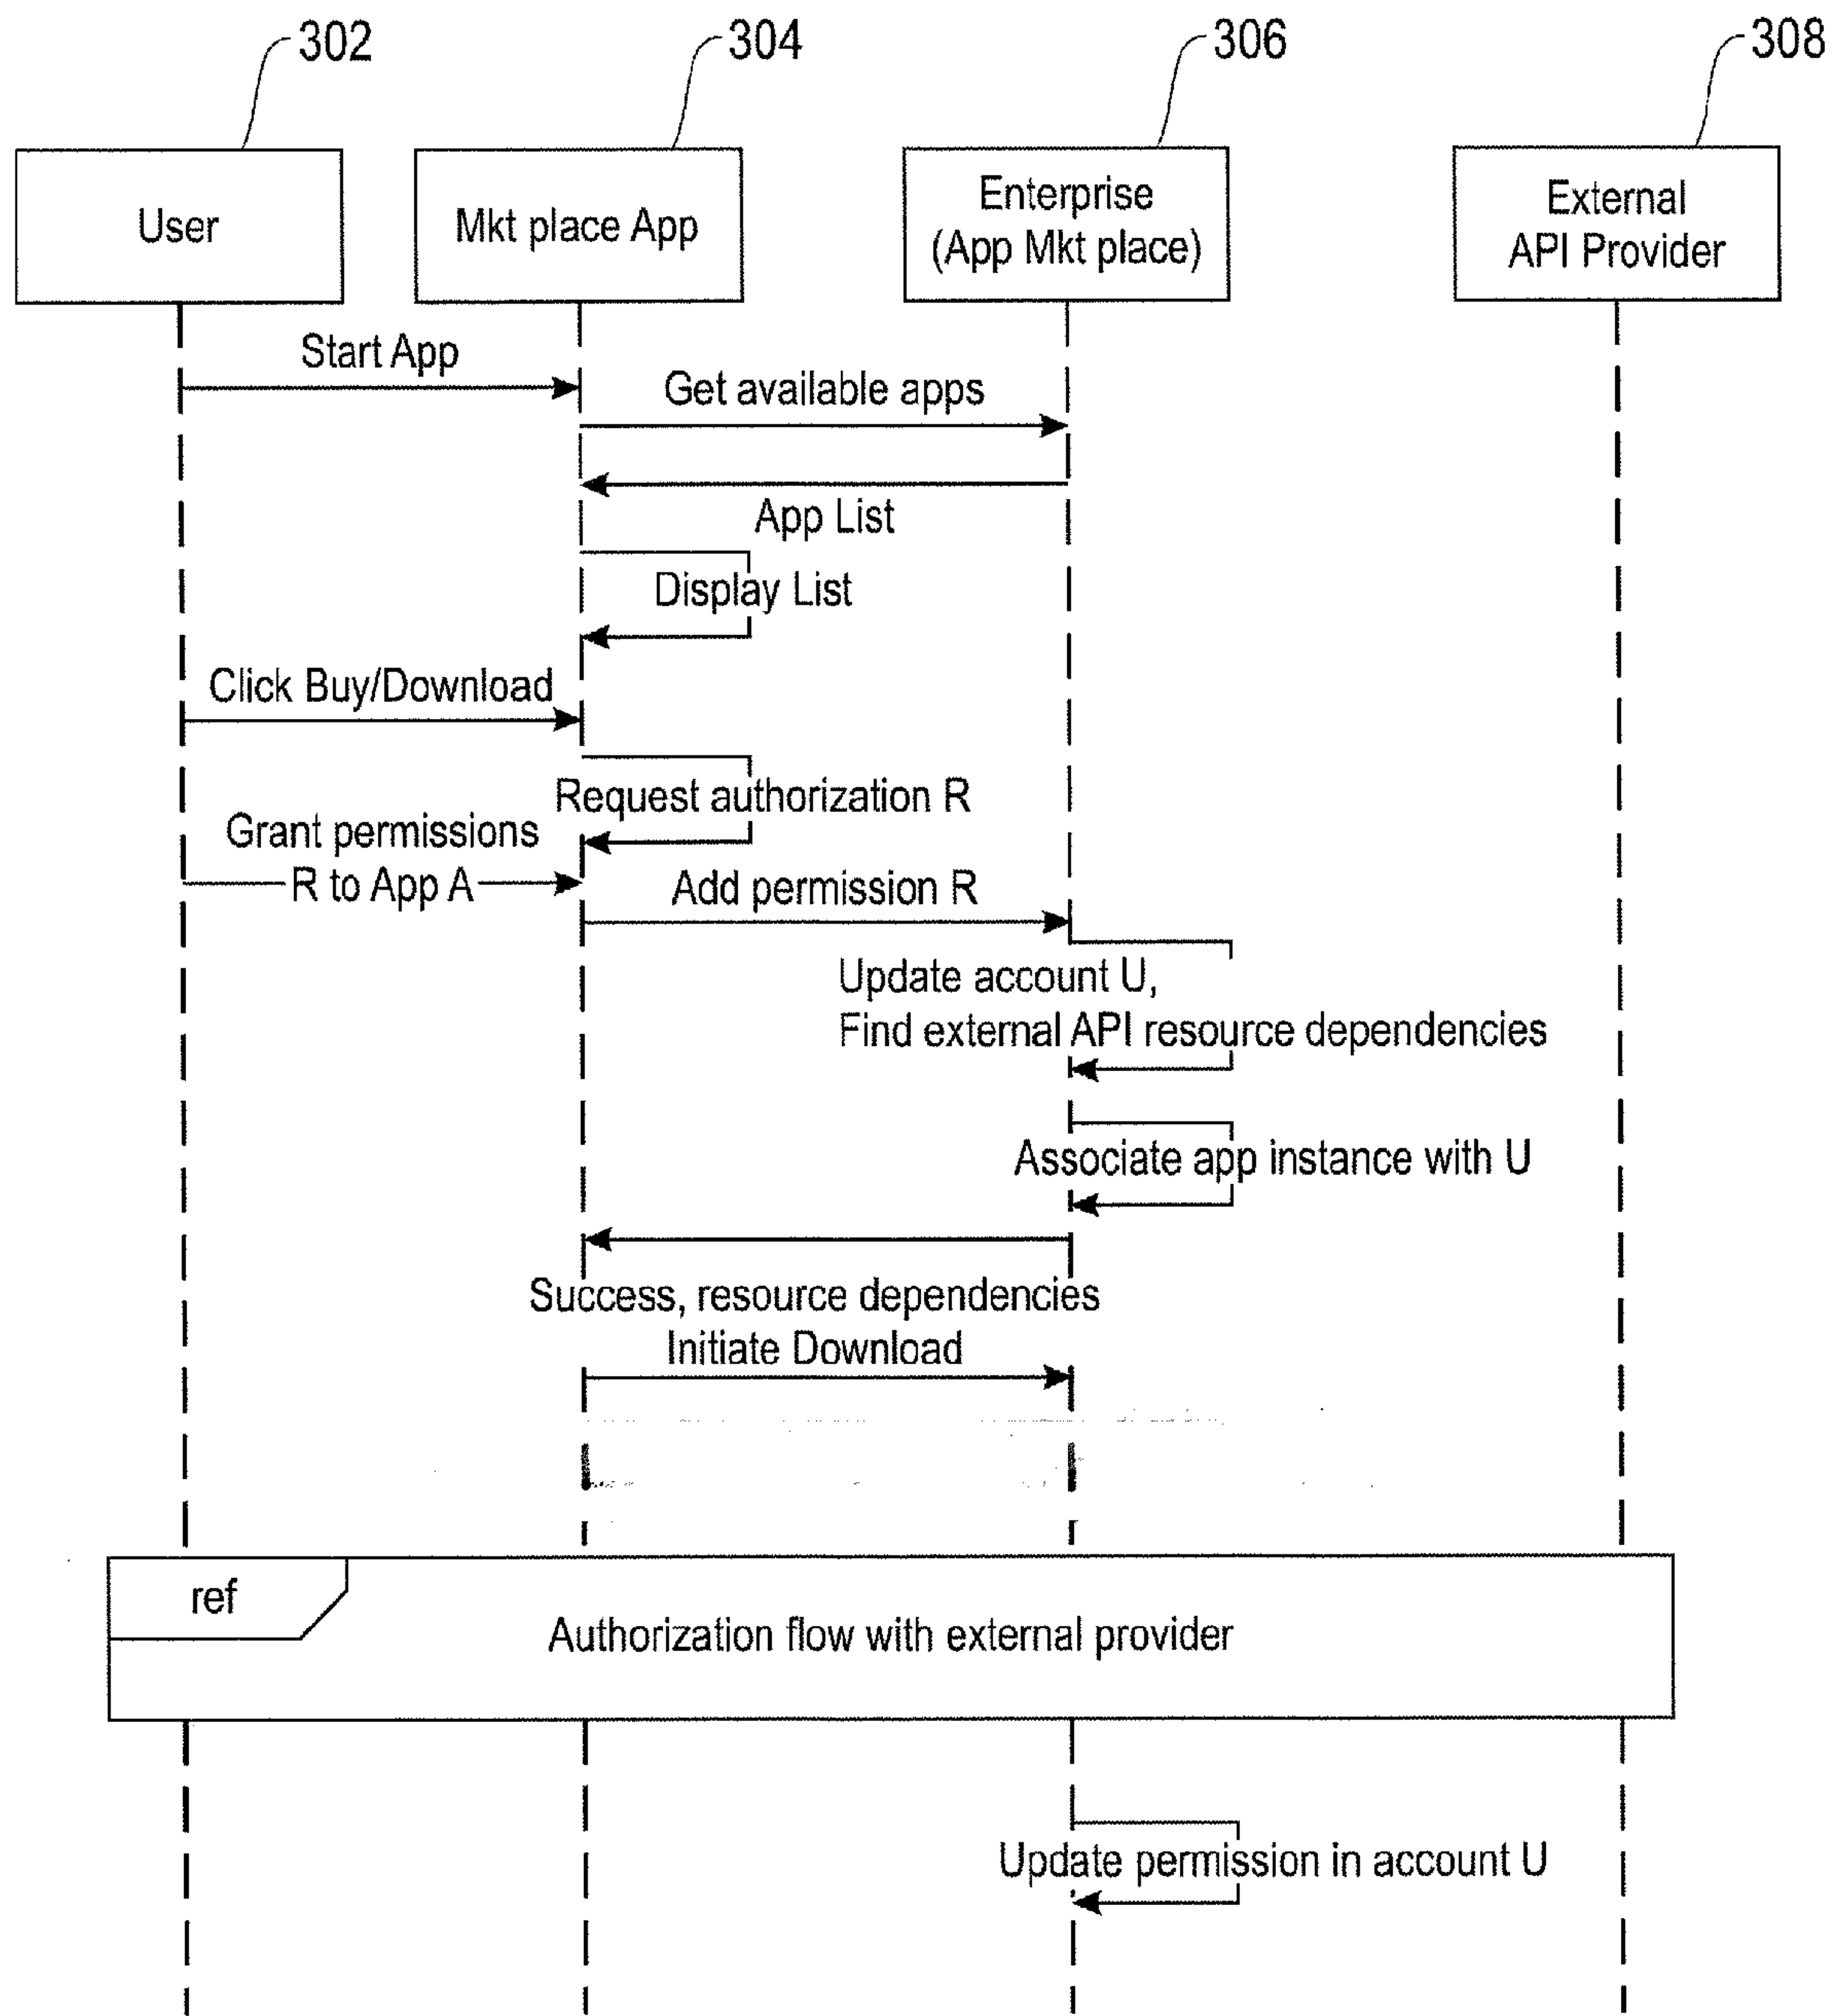 302
304
306
308
User
Mkt place App
Enterprise
(App Mkt place)
External
API Provider
Start App
Get available apps
App List
Display List
Click Buy/Download
Request authorization R
Grant permissions
R to App A
Add permission R
Update account U,
Find external API resource dependencies
Associate app instance with U
Success, resource dependencies
Initiate Download
ref
Authorization flow with external provider
Update permission in account U